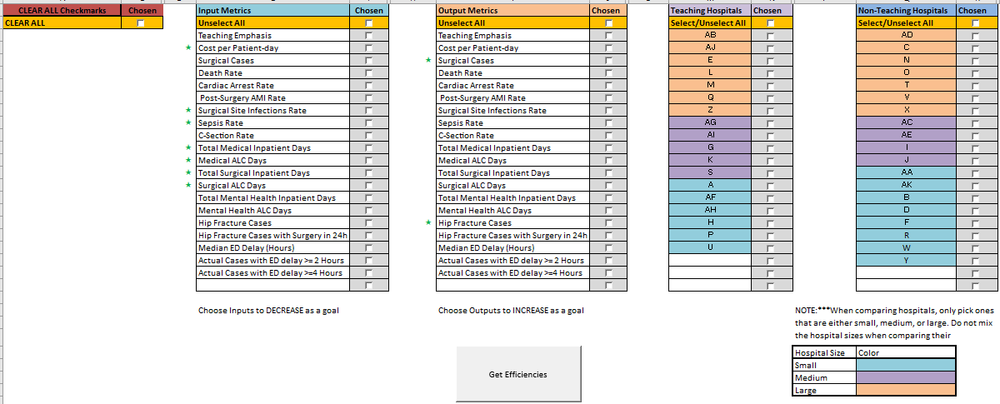 CLEAR ALL Checkmarks Chosen
CLEAR ALL
Input Metrics Chosen
Unselect All
Teaching Emphasis
Cost per Patient-day
Surgical Cases
Death Rate
Cardiac Arrest Rate
Post-Surgery AMI Rate
Surgical Site Infections Rate
Sepsis Rate
C-Section Rate
Total Medical Inpatient Days
Medical ALC Days
Total Surgical Inpatient Days
Surgical ALC Days
Total Mental Health Inpatient Days
Mental Health ALC Days
Hip Fracture Cases
Hip Fracture Cases with Surgery in 24h
Median ED Delay (Hours)
Actual Cases with ED delay >= 2 Hours
Actual Cases with ED delay >=4 Hours
Choose Inputs to DECREASE as a goal
Output Metrics Chosen
Unselect All
Teaching Emphasis
Cost per Patient-day
Surgical Cases
Death Rate
Cardiac Arrest Rate
Post-Surgery AMI Rate
Surgical Site Infections Rate
Sepsis Rate
C-Section Rate
Total Medical Inpatient Days
Medical ALC Days
Total Surgical Inpatient Days
Surgical ALC Days
Total Mental Health Inpatient Days
Mental Health ALC Days
Hip Fracture Cases
Hip Fracture Cases with Surgery in 24h
Median ED Delay (Hours)
Actual Cases with ED delay >= 2 Hours
Actual Cases with ED delay >=4 Hours
Choose Outputs to INCREASE as a goal
Get Efficiencies
Teaching Hospitals Chosen
Select/Unselect All
AB
AJ
E
L
M
Q
Z
AG
AI
G
K
S
A
AF
AH
H
P
U
Non-Teaching Hospitals Chosen
Select/Unselect All
AD
C
N
O
T
V
X
AC
AE
I
J
AA
AK
B
D
F
R
W
Y
NOTE:***When comparing hospitals, only pick ones
that are either small, medium, or large. Do not mix
the hospital sizes when comparing their
Hospital Size Color
Small
Medium
Large